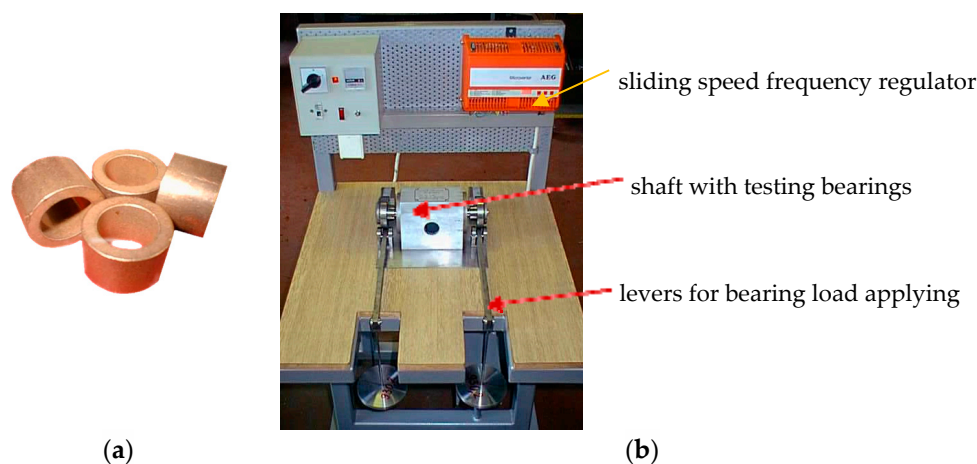 AEG
sliding speed frequency regulator
shaft with testing bearings
levers for bearing load applying
(a)
(b)